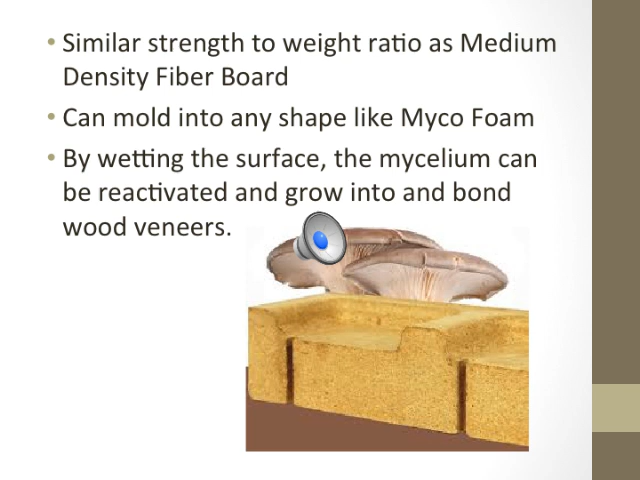 • Similar strength to weight ratio as Medium
Density Fiber Board
• Can mold into any shape like Myco Foam
• By wetting the surface, the mycelium can
be reactivated and grow into and bond
wood veneers.